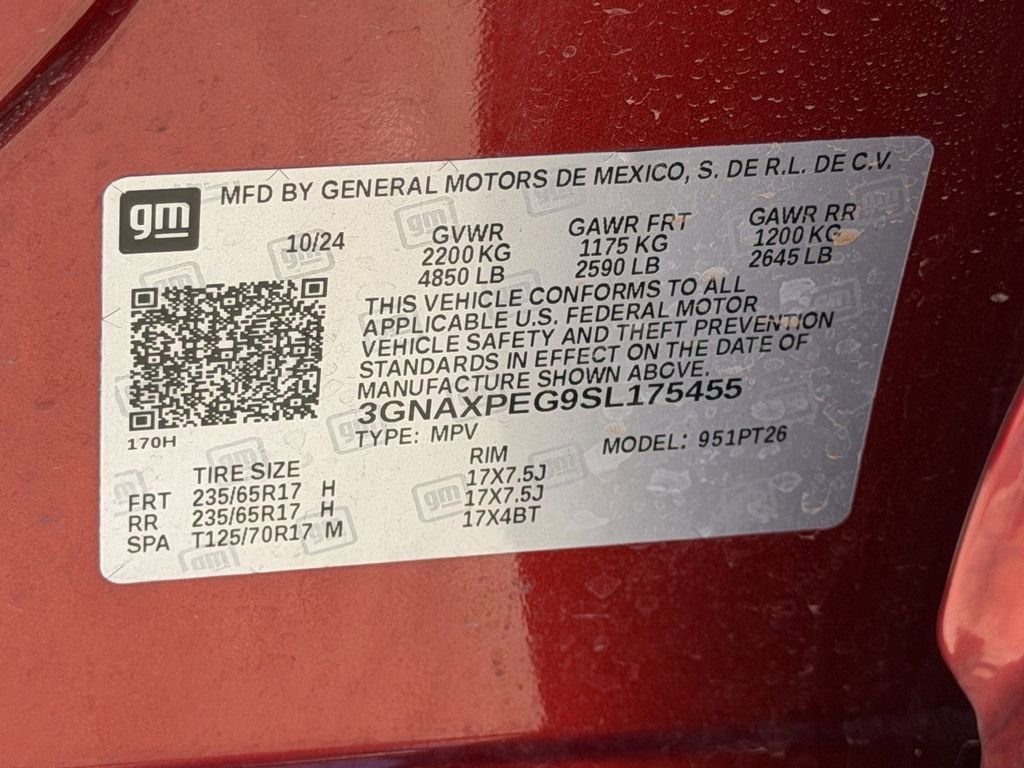 gm MFD BY GENERAL MOTORS DE MEXICO, S. DE R.L. DE C.V.
10/24 GVWR GAWR FRT GAWR RR
2200 KG 1175 KG 1200 KG
4850 LB 2590 LB 2645 LB
THIS VEHICLE CONFORMS TO ALL
APPLICABLE U.S. FEDERAL MOTOR
VEHICLE SAFETY AND THEFT PREVENTION
STANDARDS IN EFFECT ON THE DATE OF
MANUFACTURE SHOWN ABOVE.
3GNAXPEG9SL175455
170H
TYPE: MPV MODEL: 951PT26
TIRE SIZE RIM
FRT 235/65R17 H 17X7.5J
RR 235/65R17 H 17X7.5J
SPA T125/70R17 M 17X4BT